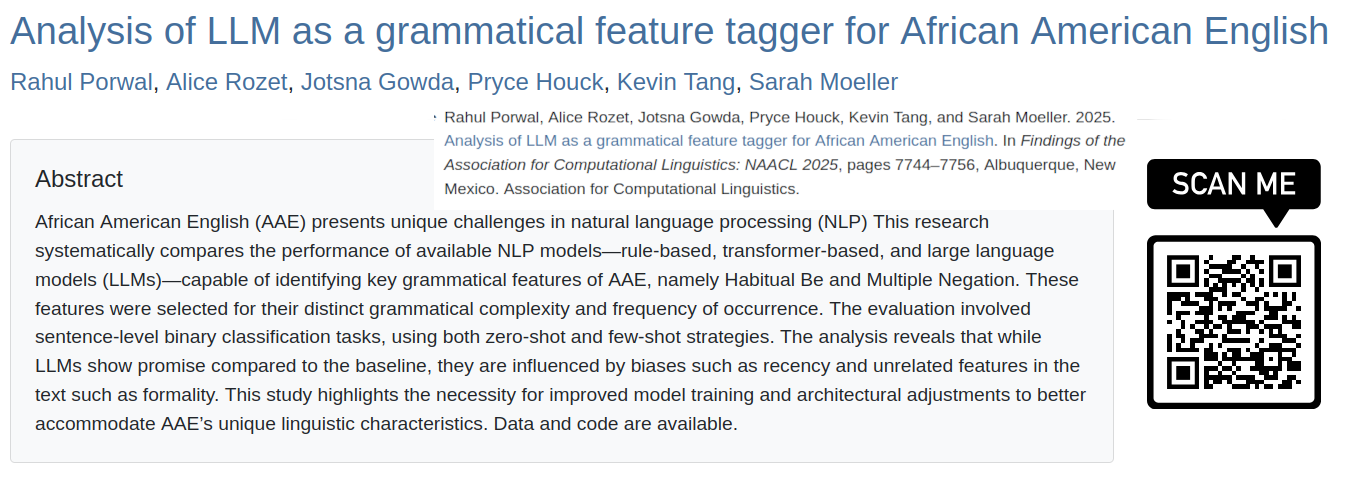 Analysis of LLM as a grammatical feature tagger for African American English
Rahul Porwal, Alice Rozet, Jotsna Gowda, Pryce Houck, Kevin Tang, Sarah Moeller
Rahul Porwal, Alice Rozet, Jotsna Gowda, Pryce Houck, Kevin Tang, and Sarah Moeller. 2025.
Analysis of LLM as a grammatical feature tagger for African American English. In Findings of the
Association for Computational Linguistics: NAACL 2025, pages 7744–7756, Albuquerque, New
Mexico. Association for Computational Linguistics.
SCAN ME
Abstract
African American English (AAE) presents unique challenges in natural language processing (NLP) This research
systematically compares the performance of available NLP models—rule-based, transformer-based, and large language
models (LLMs)—capable of identifying key grammatical features of AAE, namely Habitual Be and Multiple Negation. These
features were selected for their distinct grammatical complexity and frequency of occurrence. The evaluation involved
sentence-level binary classification tasks, using both zero-shot and few-shot strategies. The analysis reveals that while
LLMs show promise compared to the baseline, they are influenced by biases such as recency and unrelated features in the
text such as formality. This study highlights the necessity for improved model training and architectural adjustments to better
accommodate AAE’s unique linguistic characteristics. Data and code are available.